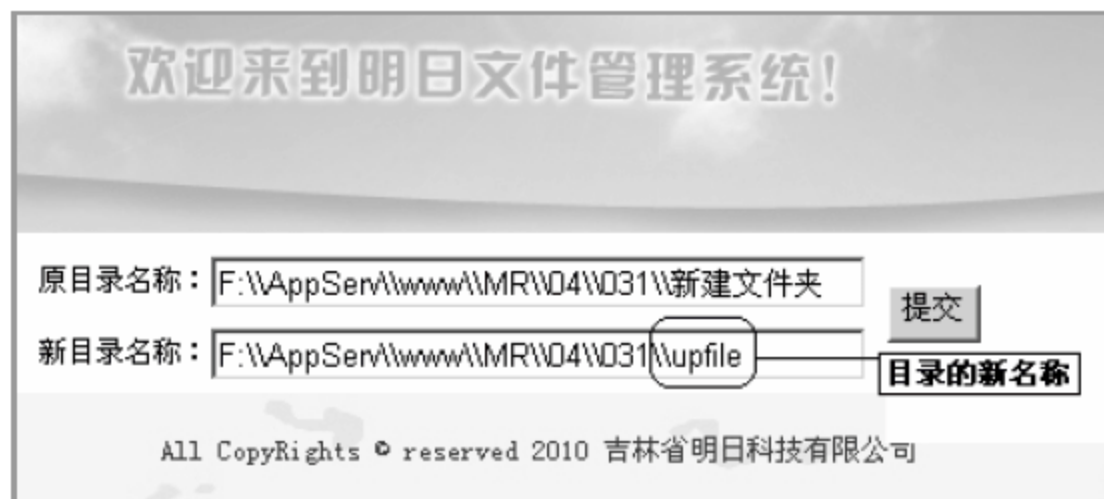 欢迎来到明日文件管理系统！
原目录名称：F:\\AppServ\\www\\MR\\04\\031\\新建文件夹
提交
新目录名称：F:\\AppServ\\www\\MR\\04\\031\\upfile
目录的新名称
All CopyRights © reserved 2010 吉林省明日科技有限公司